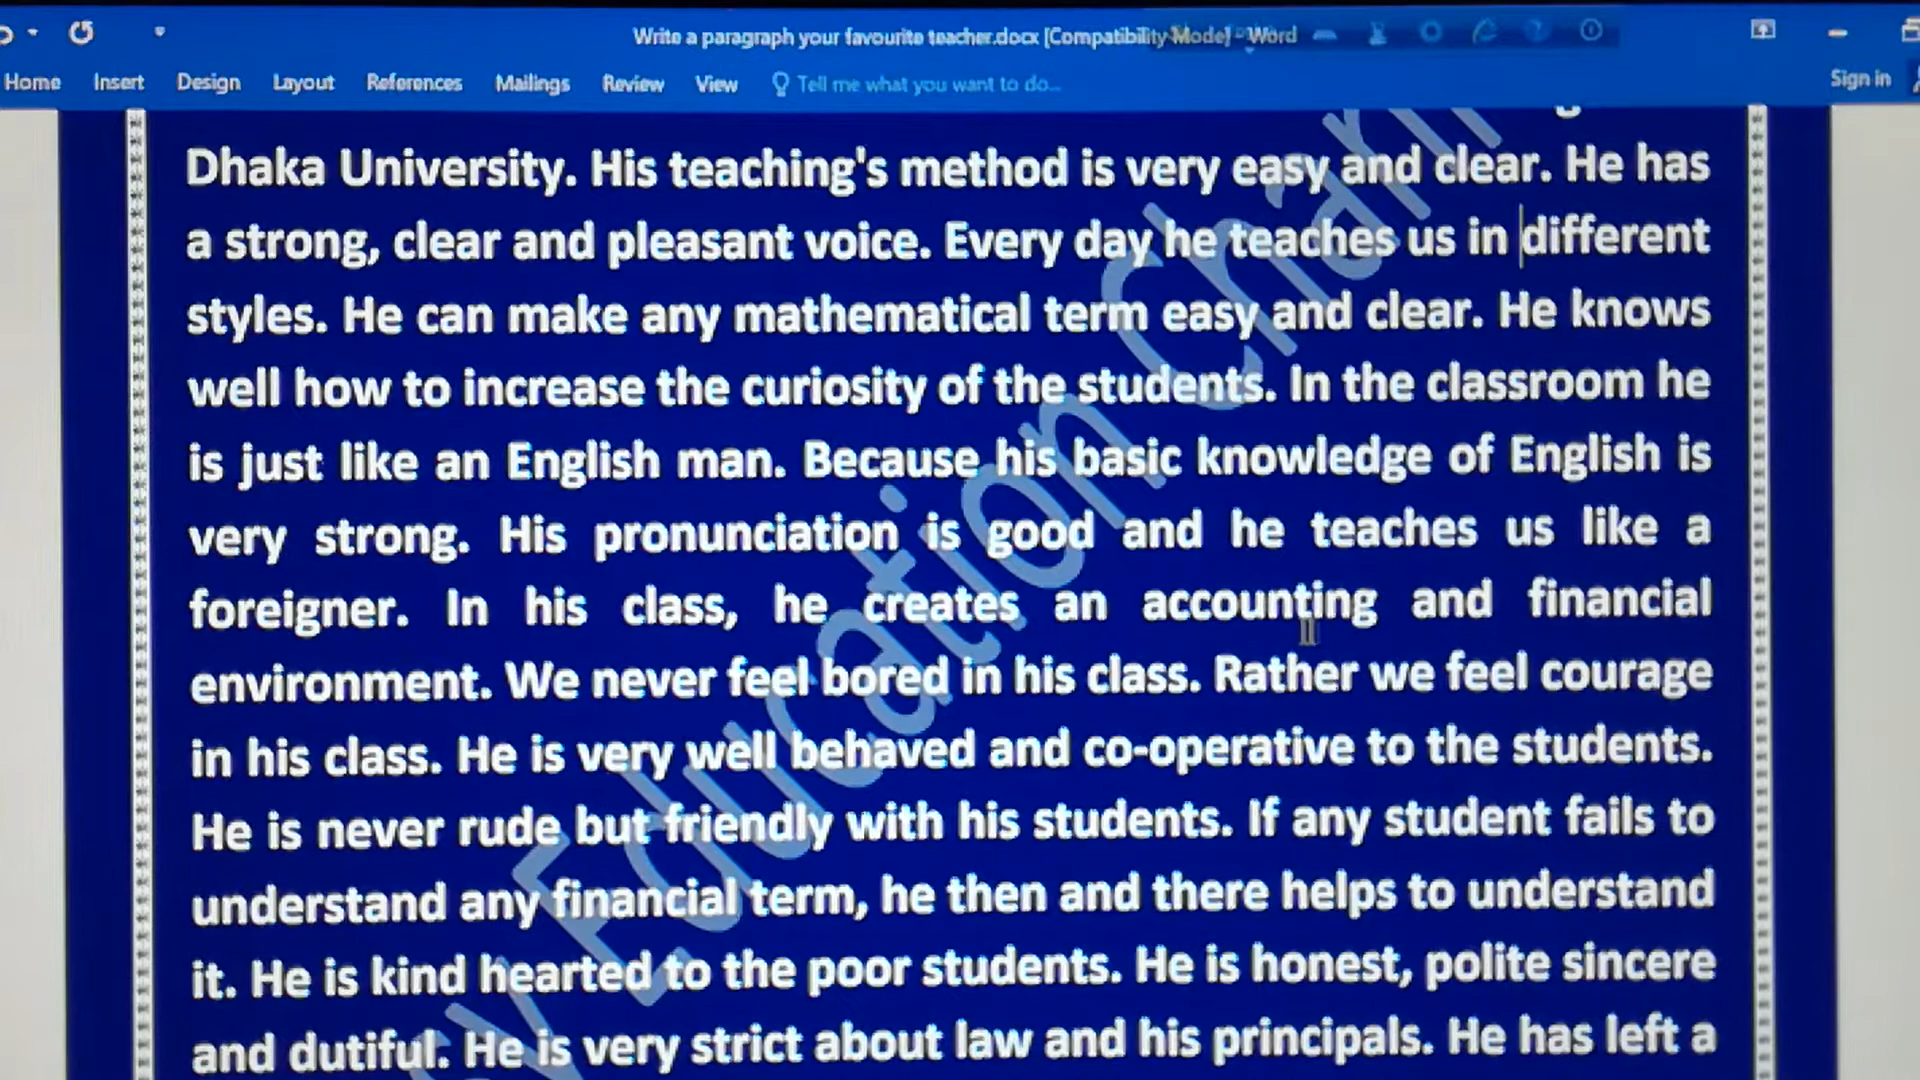 Write a paragraph your favourite teacher.docx [Compatibility Mode] - Word
Home Insert Design Layout References Mailings Review View Tell me what you want to do... Sign in
Dhaka University. His teaching's method is very easy and clear. He has
a strong, clear and pleasant voice. Every day he teaches us in different
styles. He can make any mathematical term easy and clear. He knows
well how to increase the curiosity of the students. In the classroom he
is just like an English man. Because his basic knowledge of English is
very strong. His pronunciation is good and he teaches us like a
foreigner. In his class, he creates an accounting and financial
environment. We never feel bored in his class. Rather we feel courage
in his class. He is very well behaved and co-operative to the students.
He is never rude but friendly with his students. If any student fails to
understand any financial term, he then and there helps to understand
it. He is kind hearted to the poor students. He is honest, polite sincere
and dutiful. He is very strict about law and his principals. He has left a
Education